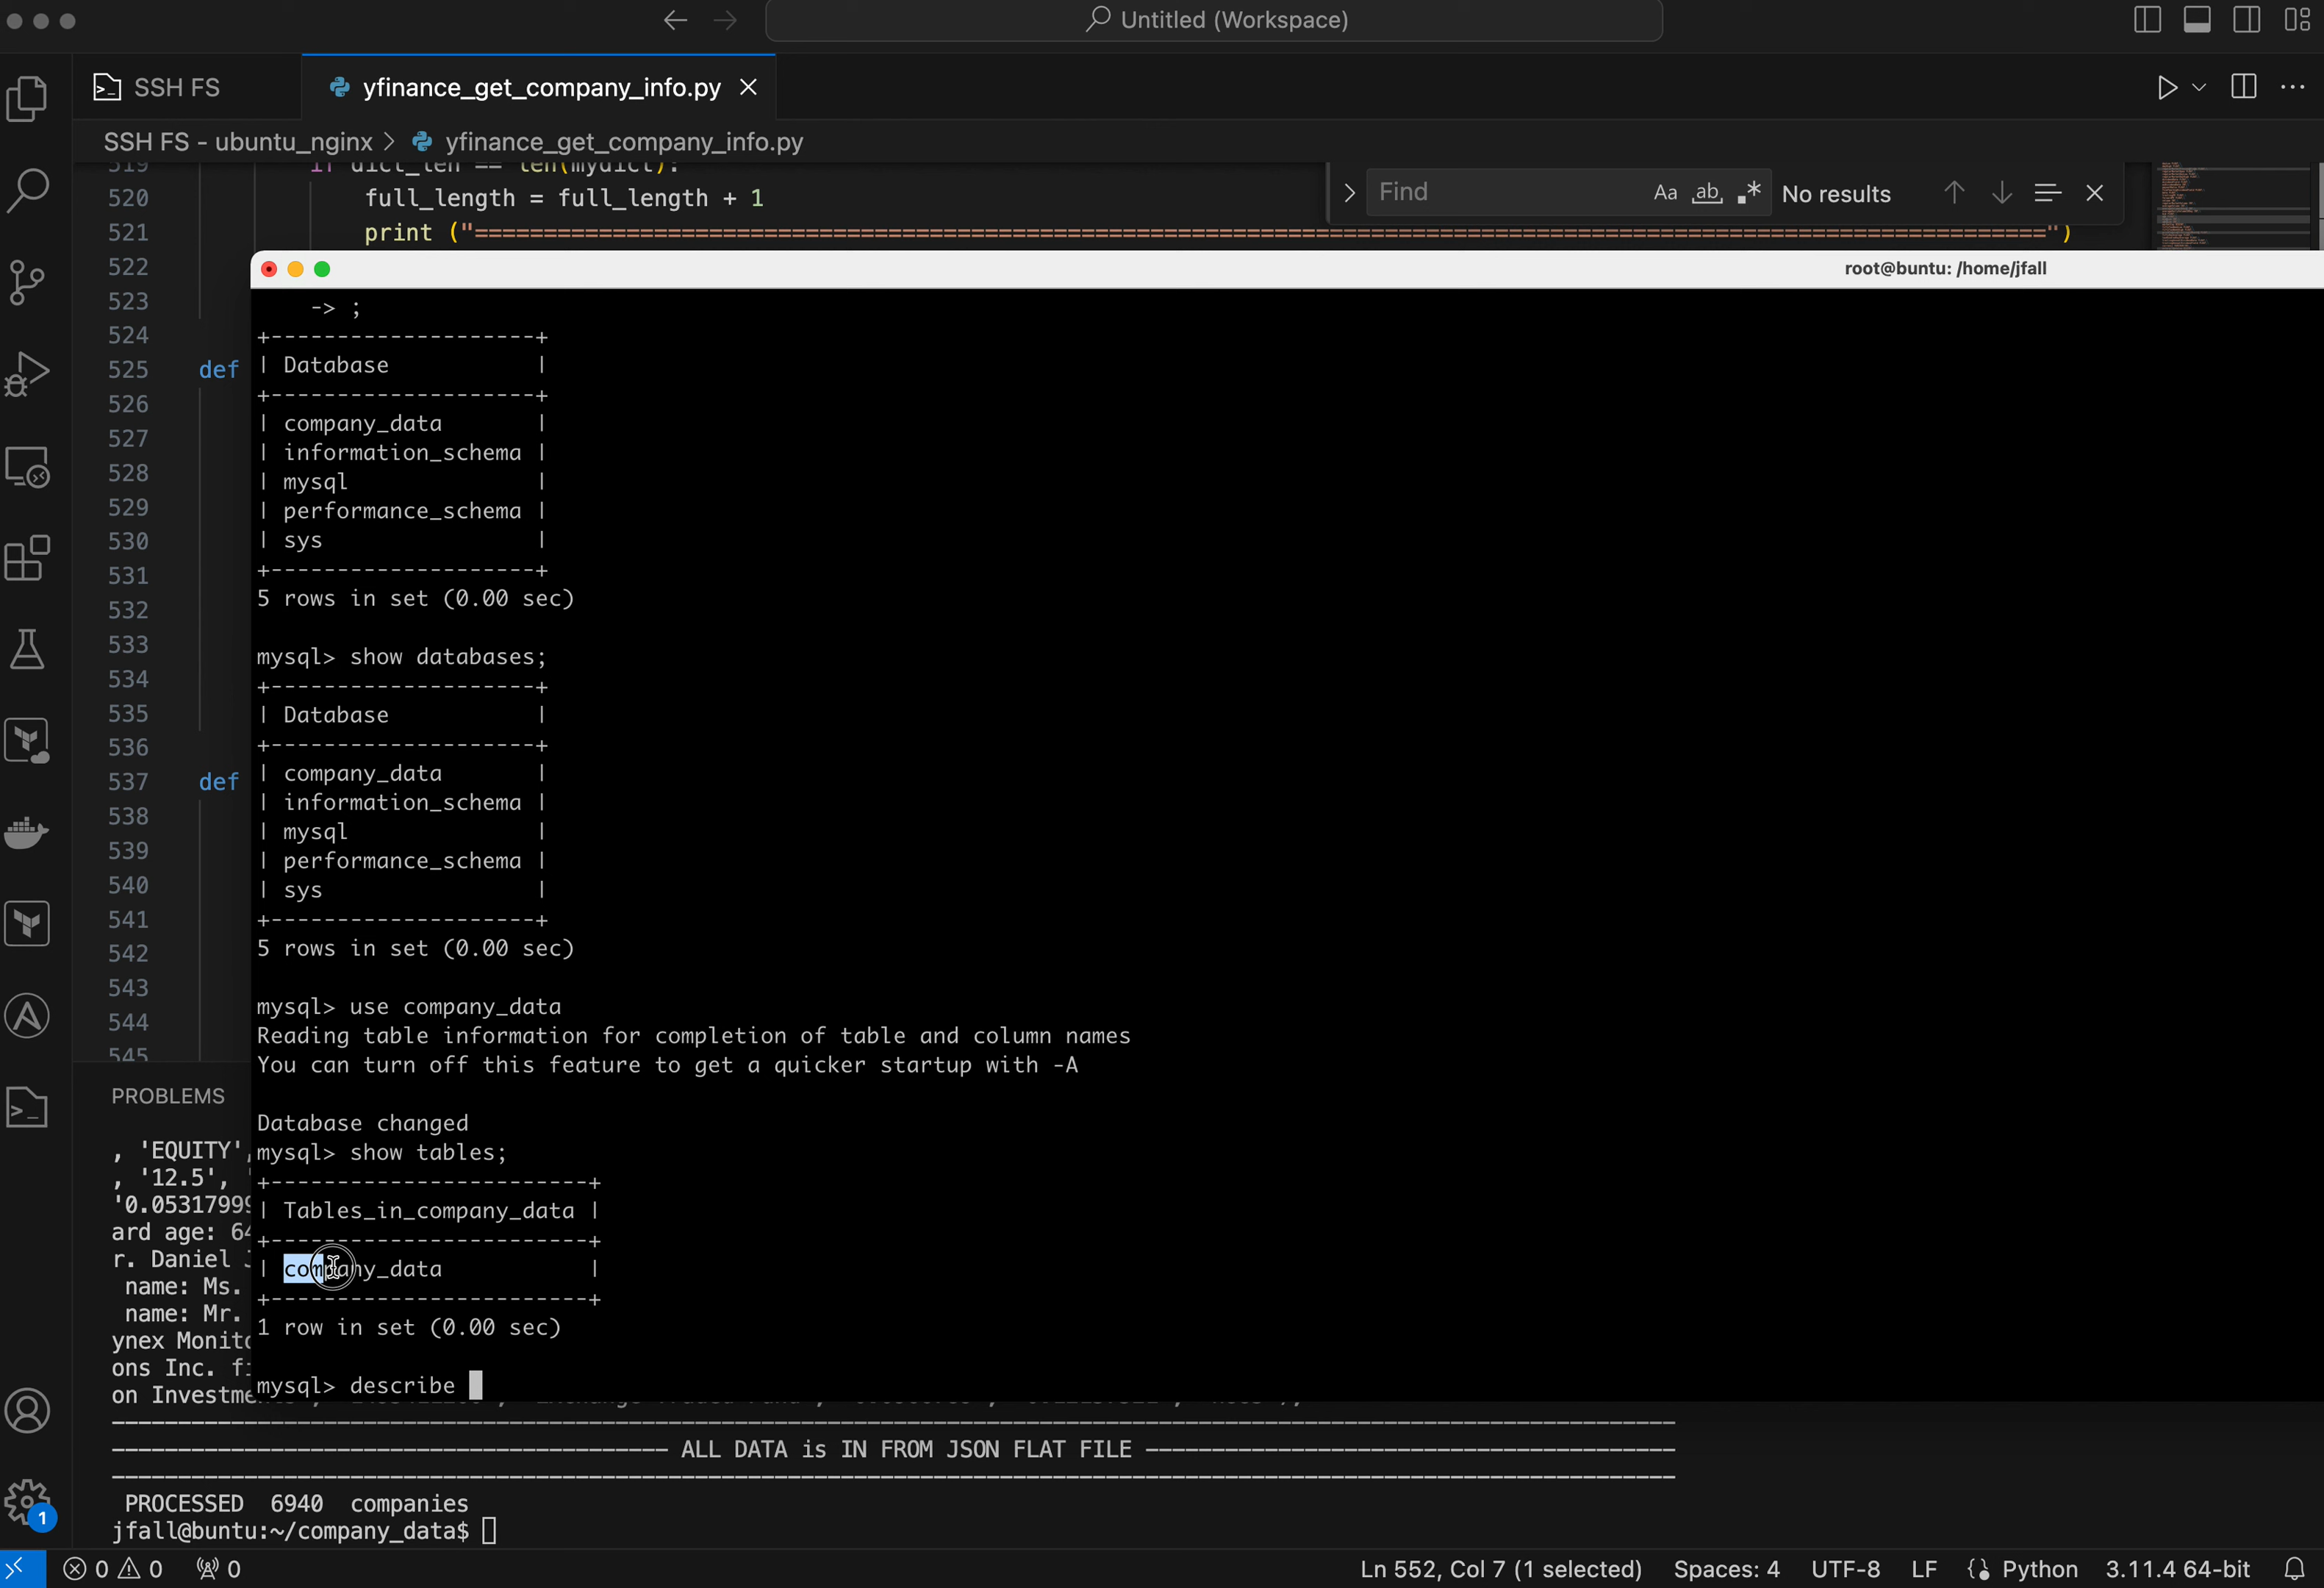 Untitled (Workspace)
SSH FS
yfinance_get_company_info.py
SSH FS - ubuntu_nginx > yfinance_get_company_info.py
519 if dict_len == len(mydict):
520 full_length = full_length + 1
521 print ("
")
Find
Aa ab .* No results
522
523
524
525 def
526
527
528
529
530
531
532
533
534
535
536
537 def
538
539
540
541
542
543
544
545
root@buntu: /home/jfall
-> ;
+--------------------+
| Database |
+--------------------+
| company_data |
| information_schema |
| mysql |
| performance_schema |
| sys |
+--------------------+
5 rows in set (0.00 sec)
mysql> show databases;
+--------------------+
| Database |
+--------------------+
| company_data |
| information_schema |
| mysql |
| performance_schema |
| sys |
+--------------------+
5 rows in set (0.00 sec)
mysql> use company_data
Reading table information for completion of table and column names
You can turn off this feature to get a quicker startup with -A
Database changed
mysql> show tables;
+------------------------+
| Tables_in_company_data |
+------------------------+
| company_data |
+------------------------+
1 row in set (0.00 sec)
mysql> describe
PROBLEMS
, 'EQUITY',
, '12.5',
'0.0531799
ard age: 64
r. Daniel J
name: Ms.
name: Mr.
ynex Monito
ons Inc. fi
on Investme
ALL DATA is IN FROM JSON FLAT FILE
PROCESSED 6940 companies
jfall@buntu:~/company_data$
1
0 0 0
Ln 552, Col 7 (1 selected) Spaces: 4 UTF-8 LF Python 3.11.4 64-bit